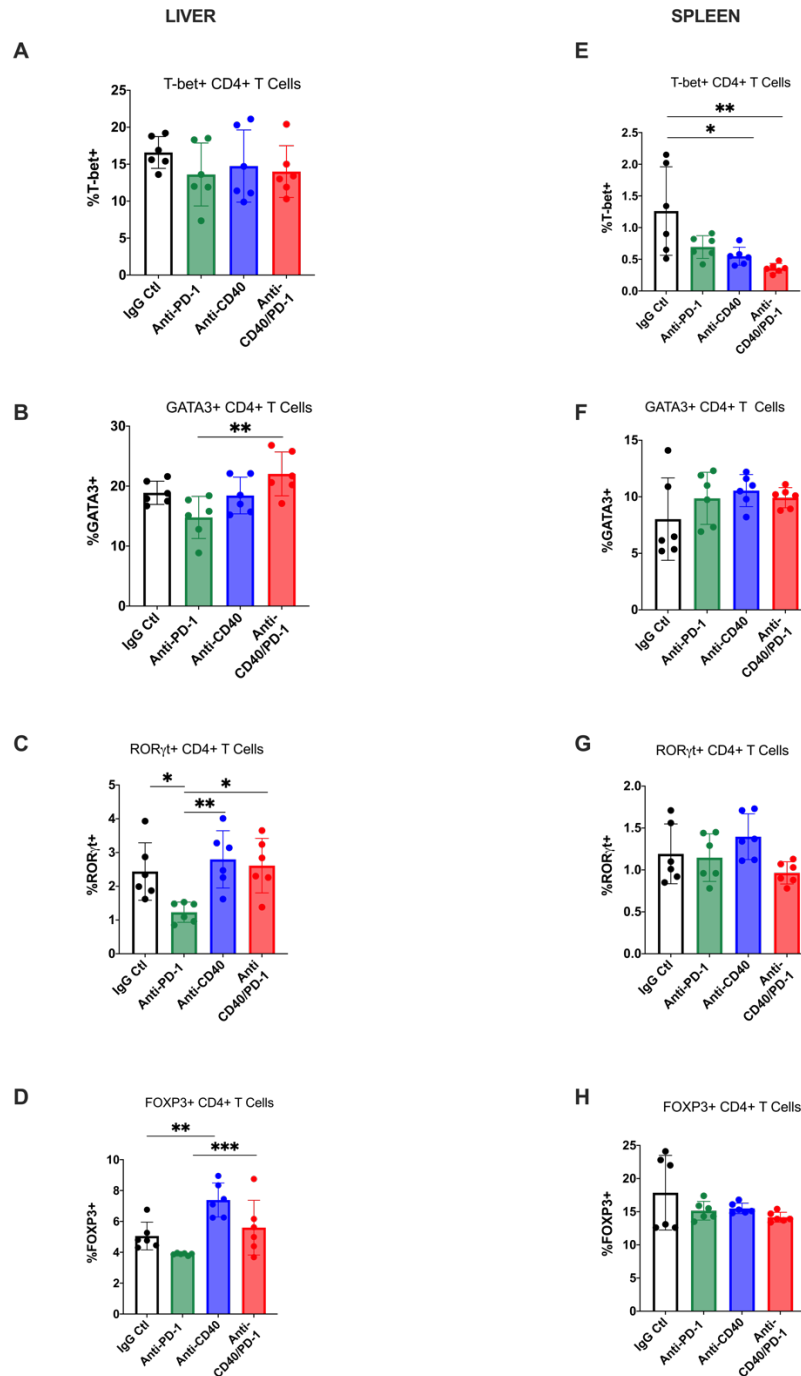 LIVER
SPLEEN
A
T-bet+ CD4+ T Cells
%T-bet+
25
20
15
10
5
0
IgG Ctl
Anti-PD-1
Anti-CD40
Anti-
CD40/PD-1
E
T-bet+ CD4+ T Cells
**
*
%T-bet+
2.5
2.0
1.5
1.0
0.5
0.0
IgG Ctl
Anti-PD-1
Anti-CD40
Anti-
CD40/PD-1
B
GATA3+ CD4+ T Cells
**
%GATA3+
30
20
10
0
IgG Ctl
Anti-PD-1
Anti-CD40
Anti-
CD40/PD-1
F
GATA3+ CD4+ T Cells
%GATA3+
15
10
5
0
IgG Ctl
Anti-PD-1
Anti-CD40
Anti-
CD40/PD-1
C
RORγt+ CD4+ T Cells
* *
**
%RORγt+
5
4
3
2
1
0
IgG Ctl
Anti-PD-1
Anti-CD40
Anti
CD40/PD-1
G
RORγt+ CD4+ T Cells
%RORγt+
2.0
1.5
1.0
0.5
0.0
IgG Ctl
Anti-PD-1
Anti-CD40
Anti-
CD40/PD-1
D
FOXP3+ CD4+ T Cells
**
***
%FOXP3+
10
8
6
4
2
0
IgG Ctl
Anti-PD-1
Anti-CD40
Anti-
CD40/PD-1
H
FOXP3+ CD4+ T Cells
%FOXP3+
25
20
15
10
5
0
IgG Ctl
Anti-PD-1
Anti-CD40
Anti-
CD40/PD-1